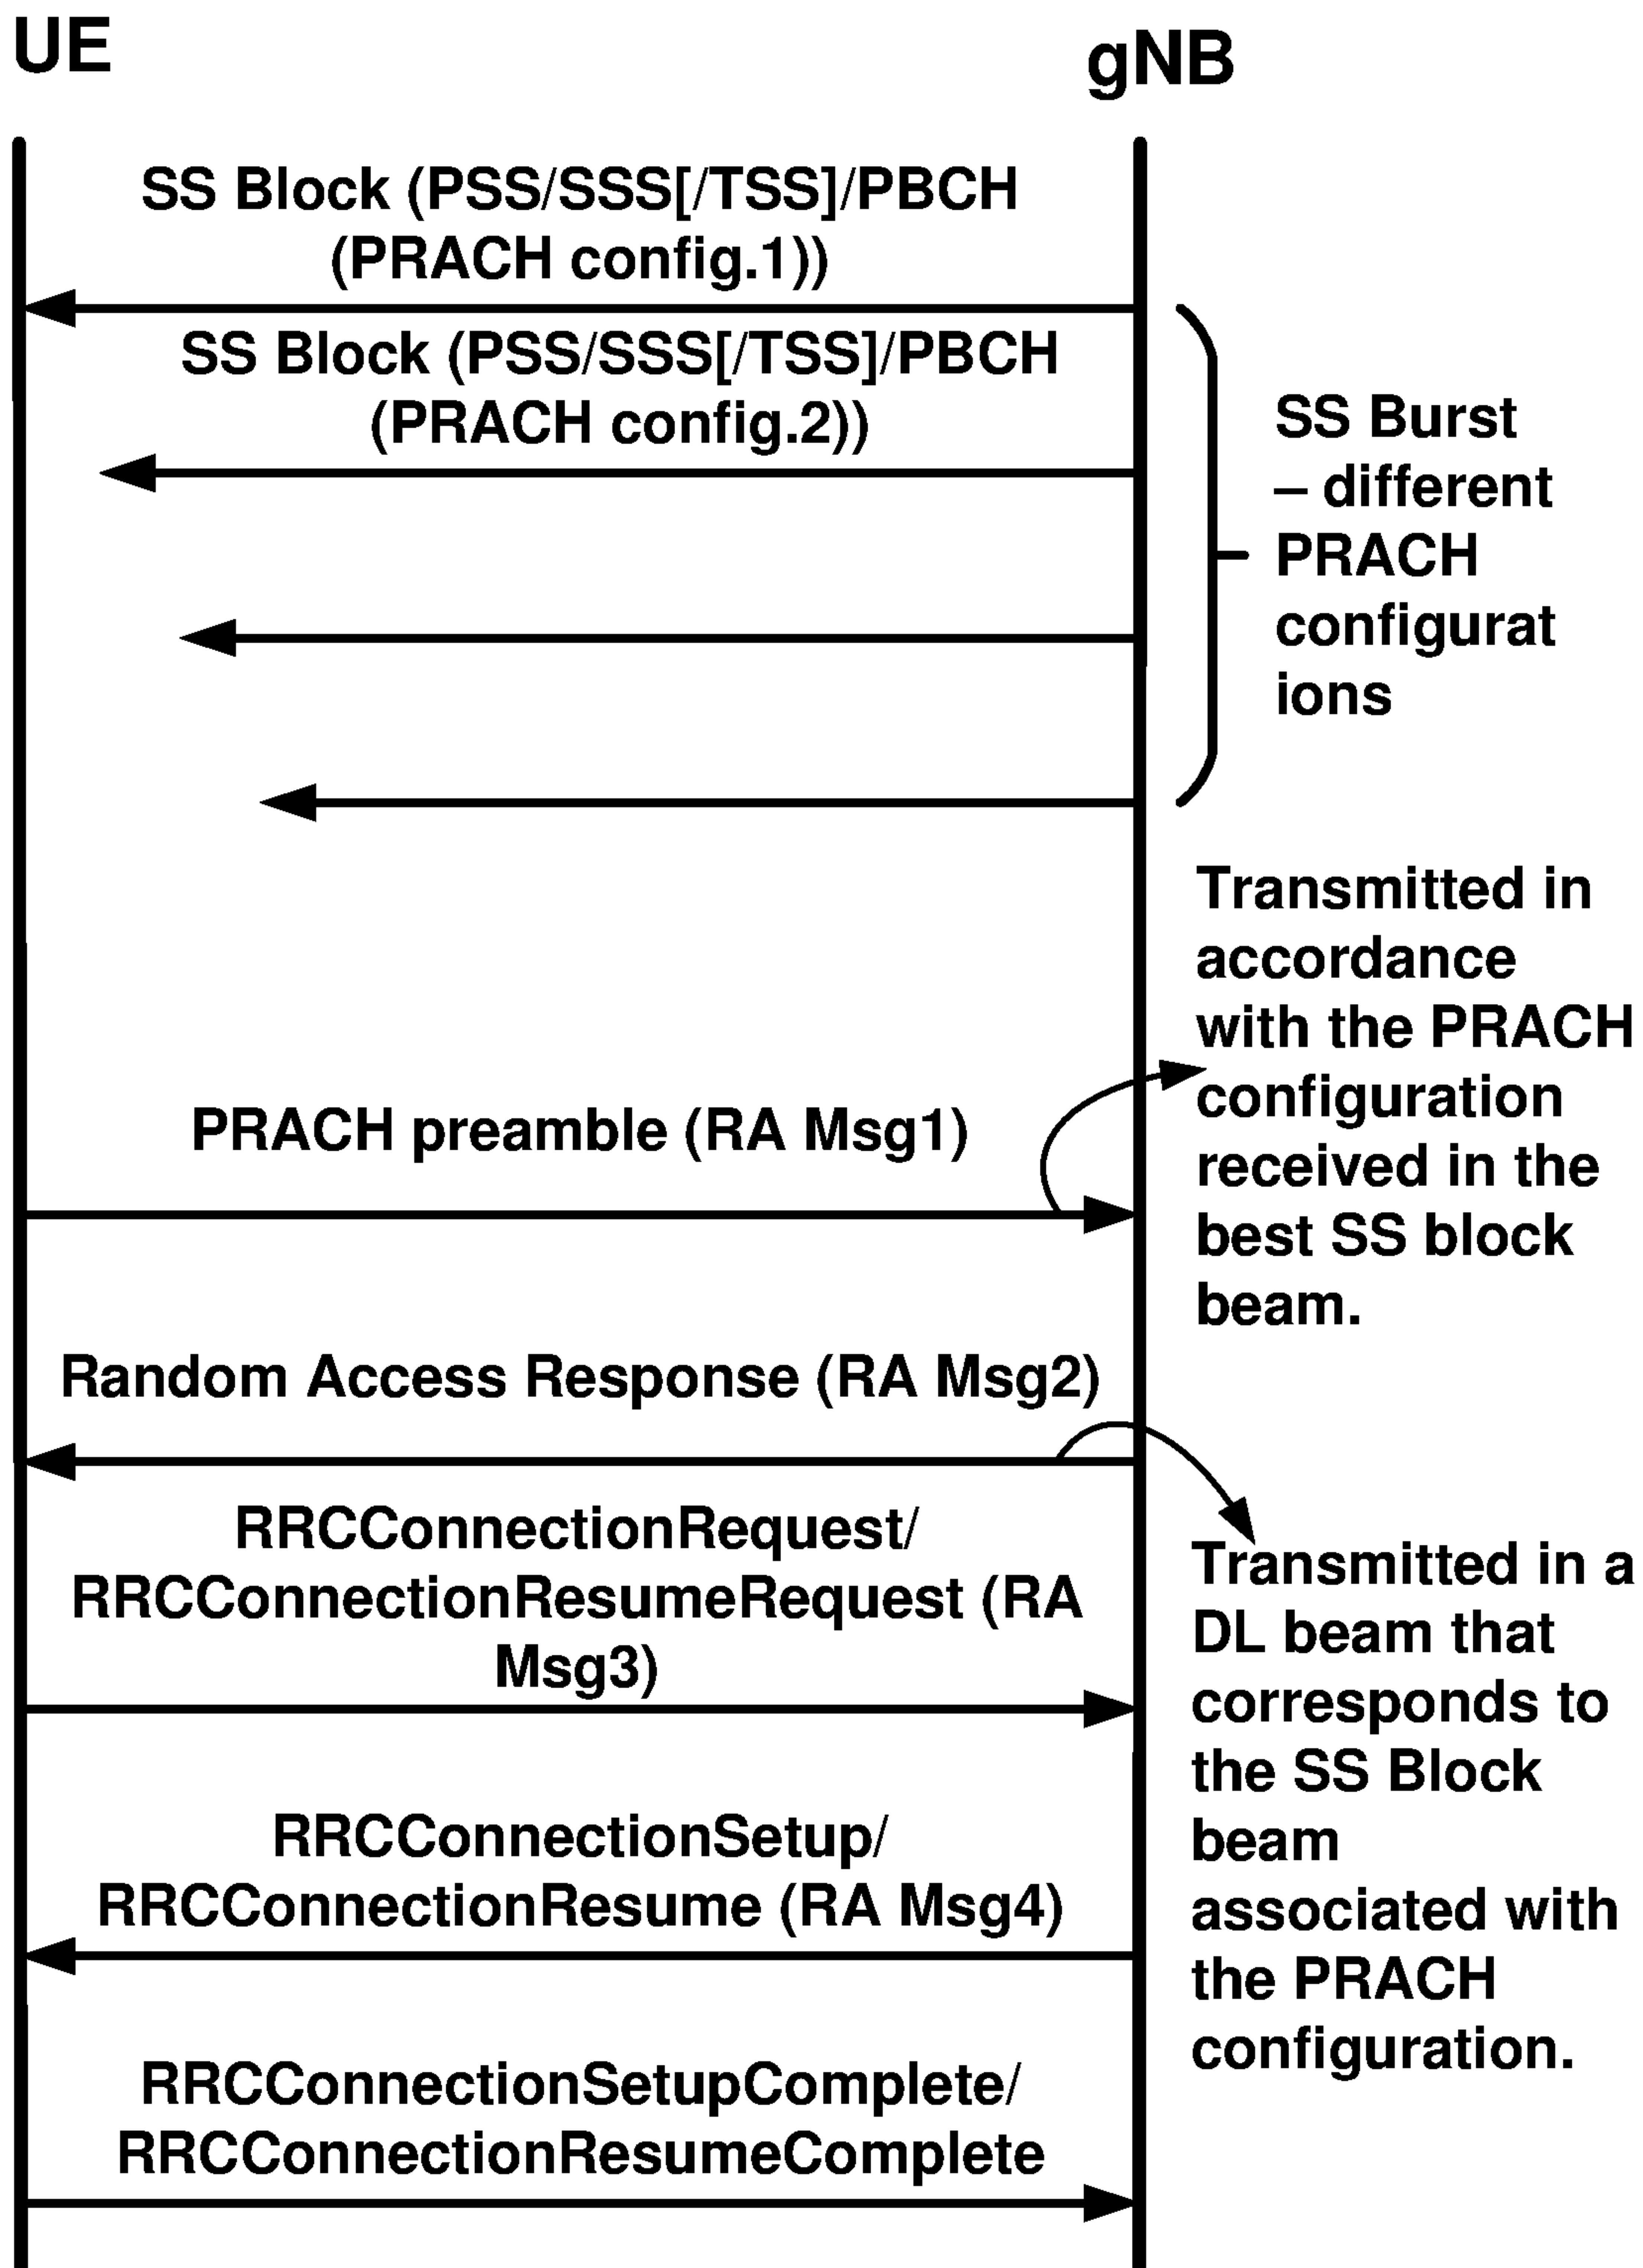 UE
gNB
SS Block (PSS/SSS[/TSS]/PBCH
(PRACH config.1))
SS Block (PSS/SSS[/TSS]/PBCH
(PRACH config.2))
SS Burst
– different
PRACH
configurat
ions
Transmitted in
accordance
with the PRACH
configuration
received in the
best SS block
beam.
PRACH preamble (RA Msg1)
Random Access Response (RA Msg2)
RRCConnectionRequest/
RRCConnectionResumeRequest (RA
Msg3)
Transmitted in a
DL beam that
corresponds to
the SS Block
beam
associated with
the PRACH
configuration.
RRCConnectionSetup/
RRCConnectionResume (RA Msg4)
RRCConnectionSetupComplete/
RRCConnectionResumeComplete